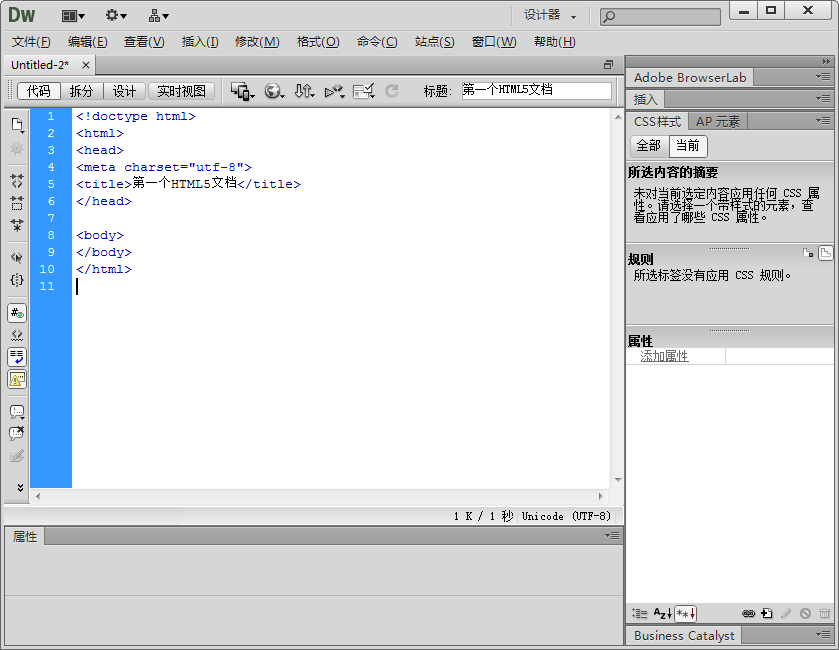 Dw 设计器
文件(F) 编辑(E) 查看(V) 插入(I) 修改(M) 格式(O) 命令(C) 站点(S) 窗口(W) 帮助(H)
Untitled-2*
代码 拆分 设计 实时视图 标题: 第一个HTML5文档
1 <!doctype html>
2 <html>
3 <head>
4 <meta charset="utf-8">
5 <title>第一个HTML5文档</title>
6 </head>
7
8 <body>
9 </body>
10 </html>
11
1 K / 1 秒 Unicode (UTF-8)
属性
Adobe BrowserLab
插入
CSS样式 AP 元素
全部 当前
所选内容的摘要
未对当前选定内容应用任何 CSS 属
性。请选择一个带样式的元素，查
看应用了哪些 CSS 属性。
规则
所选标签没有应用 CSS 规则。
属性
添加属性
Az
Business Catalyst